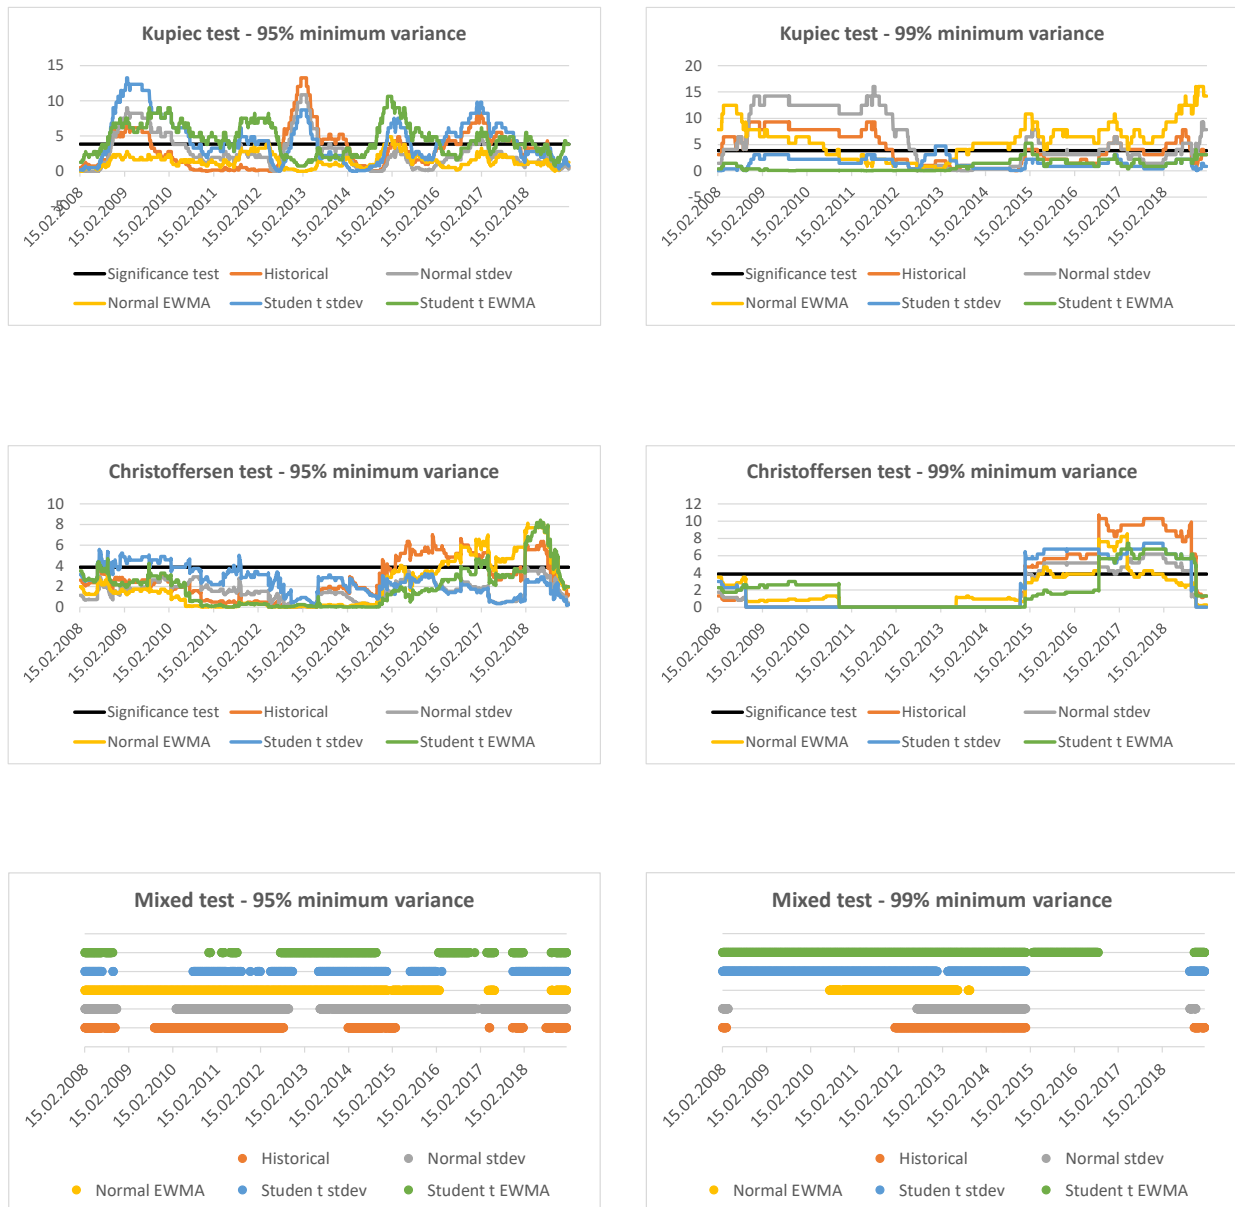 Kupiec test - 95% minimum variance
15
10
5
0
-5
15.02.2008
15.02.2009
15.02.2010
15.02.2011
15.02.2012
15.02.2013
15.02.2014
15.02.2015
15.02.2016
15.02.2017
15.02.2018
Significance test
Historical
Normal stdev
Normal EWMA
Studen t stdev
Student t EWMA
Kupiec test - 99% minimum variance
20
15
10
5
0
-5
15.02.2008
15.02.2009
15.02.2010
15.02.2011
15.02.2012
15.02.2013
15.02.2014
15.02.2015
15.02.2016
15.02.2017
15.02.2018
Significance test
Historical
Normal stdev
Normal EWMA
Studen t stdev
Student t EWMA
Christoffersen test - 95% minimum variance
10
8
6
4
2
0
15.02.2008
15.02.2009
15.02.2010
15.02.2011
15.02.2012
15.02.2013
15.02.2014
15.02.2015
15.02.2016
15.02.2017
15.02.2018
Significance test
Historical
Normal stdev
Normal EWMA
Studen t stdev
Student t EWMA
Christoffersen test - 99% minimum variance
12
10
8
6
4
2
0
15.02.2008
15.02.2009
15.02.2010
15.02.2011
15.02.2012
15.02.2013
15.02.2014
15.02.2015
15.02.2016
15.02.2017
15.02.2018
Significance test
Historical
Normal stdev
Normal EWMA
Studen t stdev
Student t EWMA
Mixed test - 95% minimum variance
15.02.2008
15.02.2009
15.02.2010
15.02.2011
15.02.2012
15.02.2013
15.02.2014
15.02.2015
15.02.2016
15.02.2017
15.02.2018
Historical
Normal stdev
Normal EWMA
Studen t stdev
Student t EWMA
Mixed test - 99% minimum variance
15.02.2008
15.02.2009
15.02.2010
15.02.2011
15.02.2012
15.02.2013
15.02.2014
15.02.2015
15.02.2016
15.02.2017
15.02.2018
Historical
Normal stdev
Normal EWMA
Studen t stdev
Student t EWMA